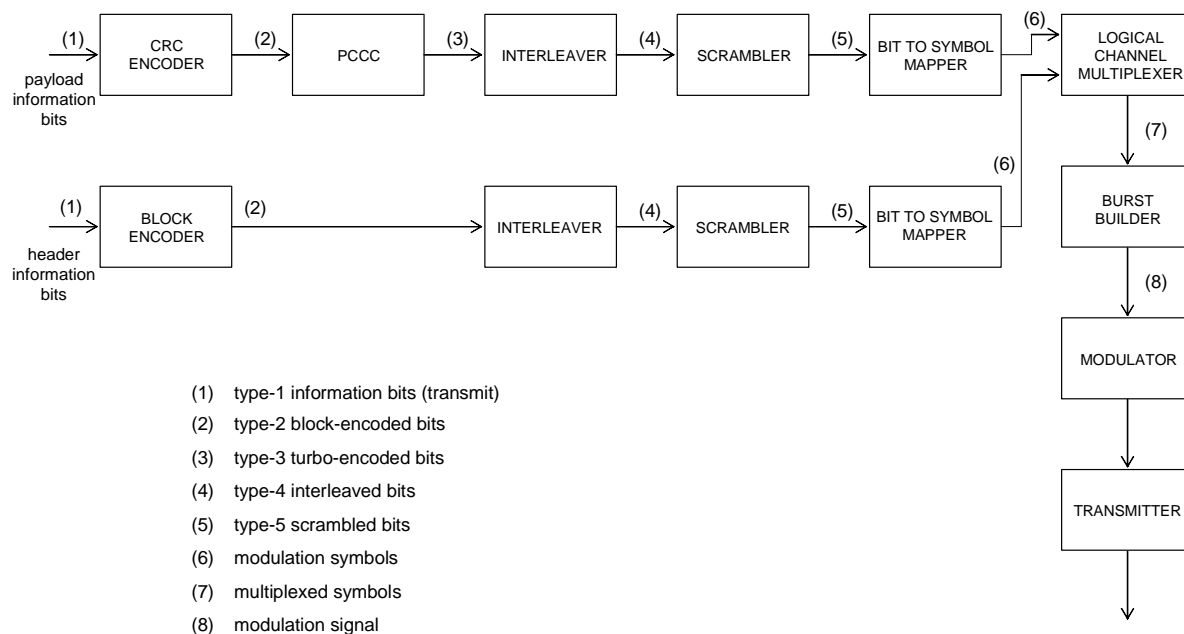 (1)
CRC
ENCODER
(2)
PCCC
(3)
INTERLEAVER
(4)
SCRAMBLER
(5)
BIT TO SYMBOL
MAPPER
(6)
LOGICAL
CHANNEL
MULTIPLEXER
payload
information
bits
(7)
(1)
BLOCK
ENCODER
(2)
INTERLEAVER
(4)
SCRAMBLER
(5)
BIT TO SYMBOL
MAPPER
(6)
BURST
BUILDER
header
information
bits
(8)
MODULATOR
TRANSMITTER
(1) type-1 information bits (transmit)
(2) type-2 block-encoded bits
(3) type-3 turbo-encoded bits
(4) type-4 interleaved bits
(5) type-5 scrambled bits
(6) modulation symbols
(7) multiplexed symbols
(8) modulation signal